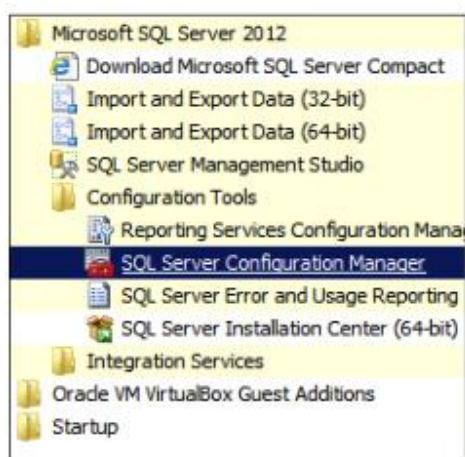 Microsoft SQL Server 2012
Download Microsoft SQL Server Compact
Import and Export Data (32-bit)
Import and Export Data (64-bit)
SQL Server Management Studio
Configuration Tools
Reporting Services Configuration Mana
SQL Server Configuration Manager
SQL Server Error and Usage Reporting
SQL Server Installation Center (64-bit)
Integration Services
Oracle VM VirtualBox Guest Additions
Startup